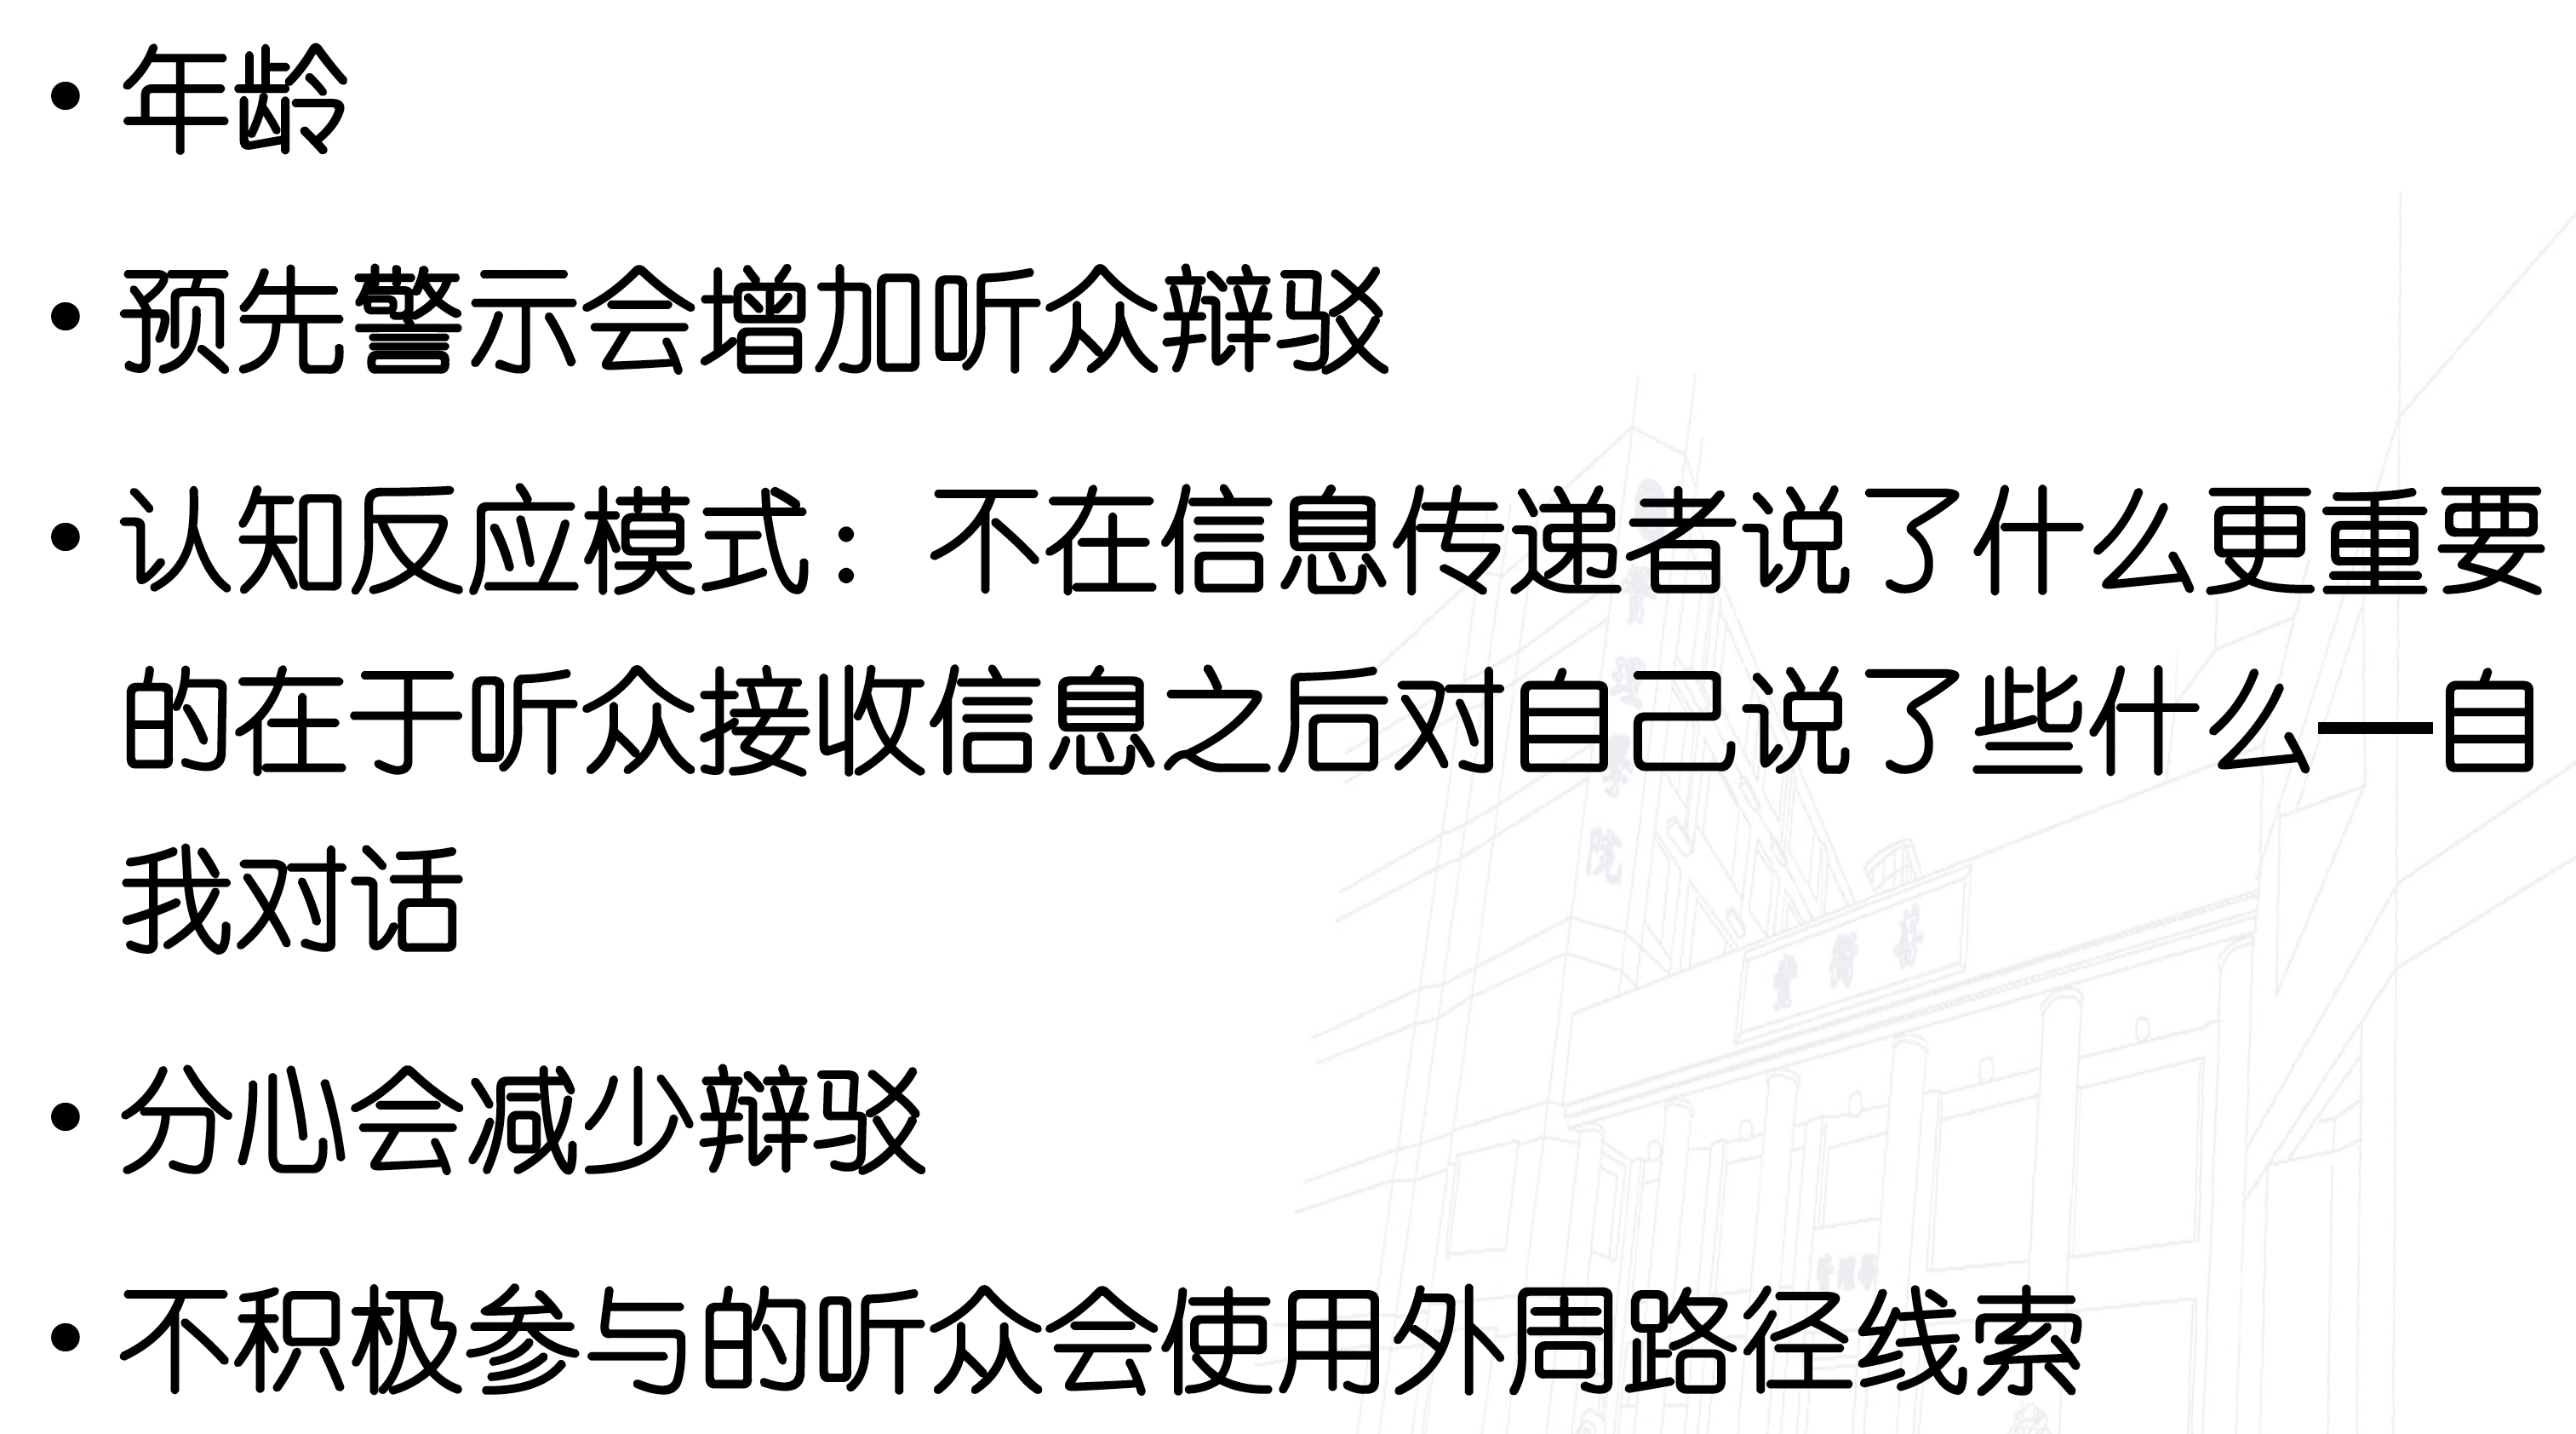 • 年龄
• 预先警示会增加听众辩驳
• 认知反应模式：不在信息传递者说了什么更重要
的在于听众接收信息之后对自己说了些什么—自
我对话
• 分心会减少辩驳
• 不积极参与的听众会使用外周路径线索
院